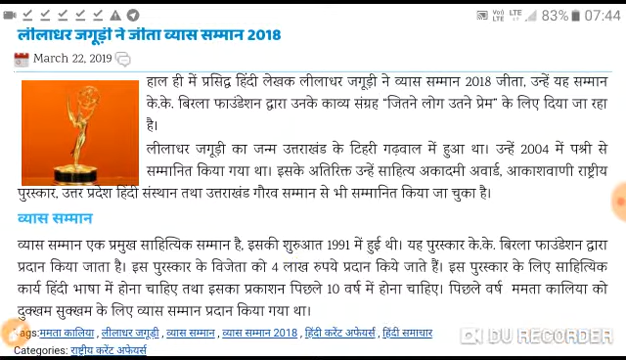 Vo) LTE LTE 83% 07:44
लीलाधर जगूड़ी ने जीता व्यास सम्मान 2018
March 22, 2019
हाल ही में प्रसिद्व हिंदी लेखक लीलाधर जगूड़ी ने व्यास सम्मान 2018 जीता, उन्हें यह सम्मान
के.के. बिरला फाउंडेशन द्वारा उनके काव्य संग्रह “जितने लोग उतने प्रेम” के लिए दिया जा रहा
है।
लीलाधर जगूड़ी का जन्म उत्तराखंड के टिहरी गढ़वाल में हुआ था। उन्हें 2004 में पश्री से
सम्मानित किया गया था। इसके अतिरिक्त उन्हें साहित्य अकादमी अवार्ड, आकाशवाणी राष्ट्रीय
पुरस्कार, उत्तर प्रदेश हिंदी संस्थान तथा उत्तराखंड गौरव सम्मान से भी सम्मानित किया जा चुका है।
व्यास सम्मान
व्यास सम्मान एक प्रमुख साहित्यिक सम्मान है, इसकी शुरुआत 1991 में हुई थी। यह पुरस्कार के.के. बिरला फाउंडेशन द्वारा
प्रदान किया जाता है। इस पुरस्कार के विजेता को 4 लाख रुपये प्रदान किये जाते हैं। इस पुरस्कार के लिए साहित्यिक
कार्य हिंदी भाषा में होना चाहिए तथा इसका प्रकाशन पिछले 10 वर्ष में होना चाहिए। पिछले वर्ष ममता कालिया को
दुक्खम सुक्खम के लिए व्यास सम्मान प्रदान किया गया था।
ags:ममता कालिया , लीलाधर जगूड़ी , व्यास सम्मान , व्यास सम्मान 2018 , हिंदी करेंट अफेयर्स , हिंदी समाचार
Categories: राष्ट्रीय करेंट अफेयर्स
DU RECORDER